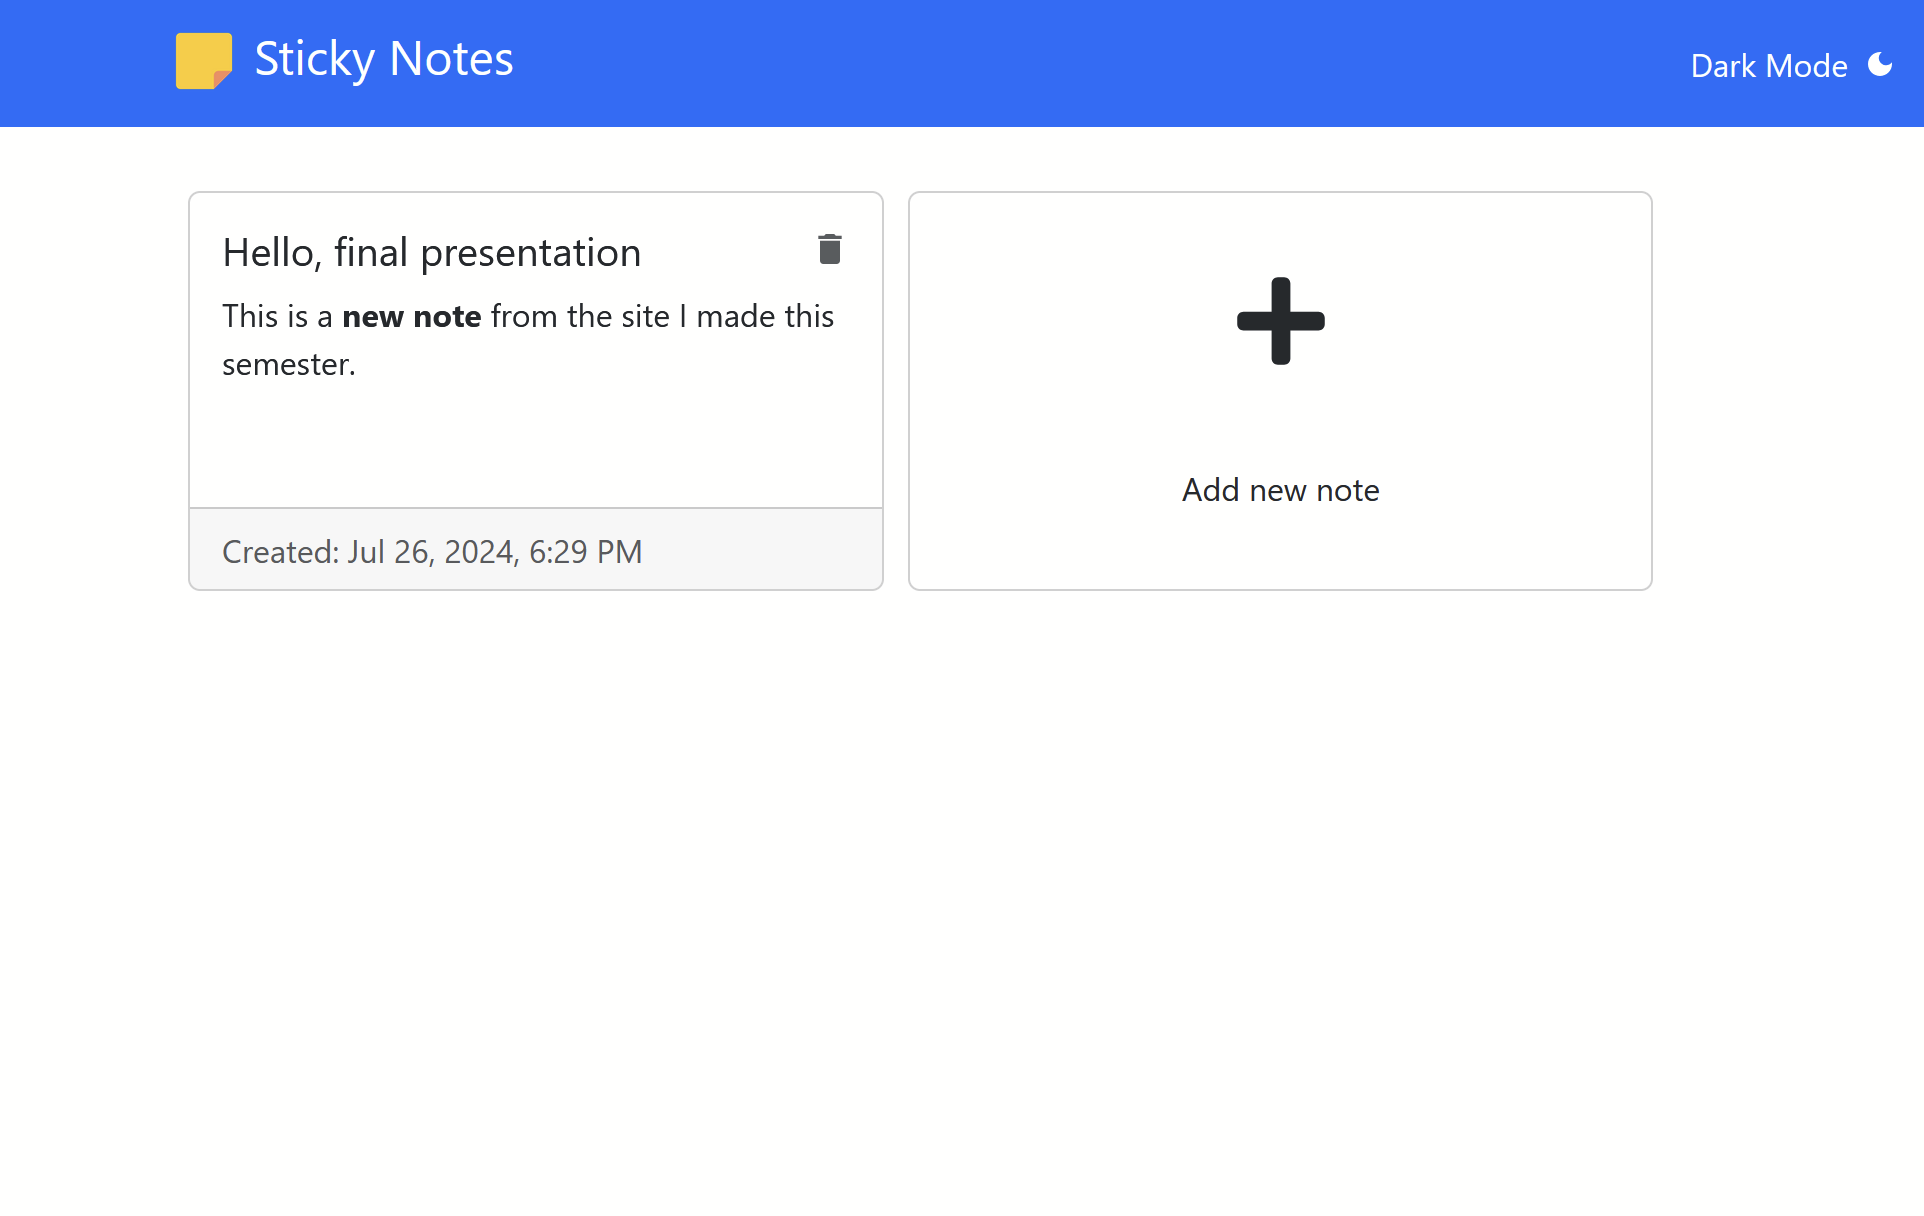 Sticky Notes
Dark Mode
Hello, final presentation
This is a new note from the site I made this
semester.
Created: Jul 26, 2024, 6:29 PM
Add new note